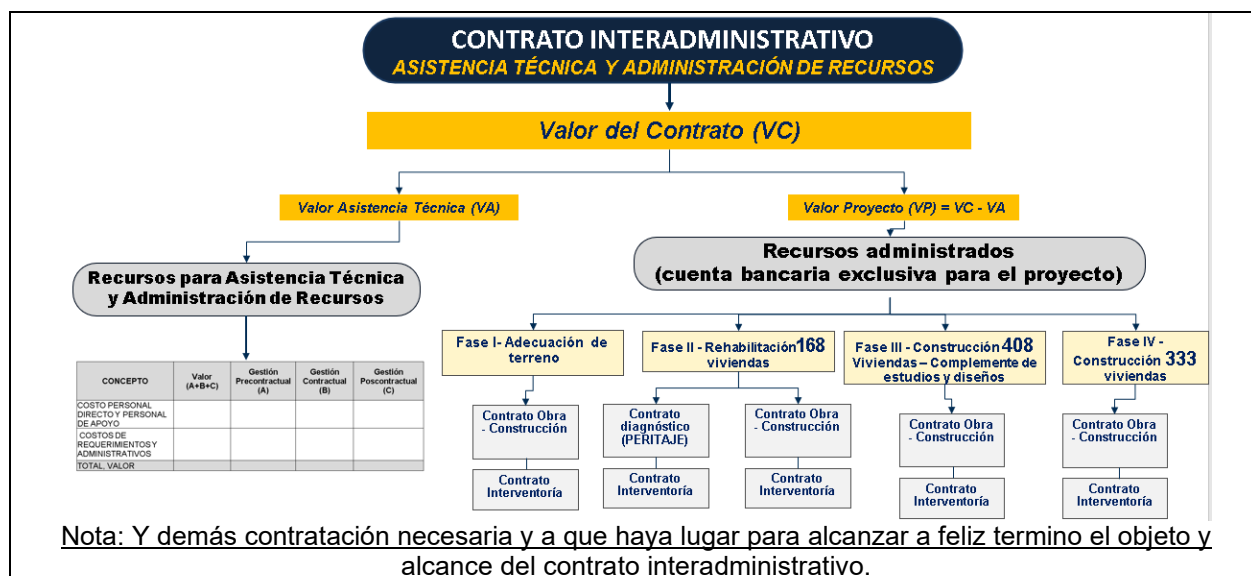 CONTRATO INTERADMINISTRATIVO
ASISTENCIA TÉCNICA Y ADMINISTRACIÓN DE RECURSOS
Valor del Contrato (VC)
Valor Asistencia Técnica (VA)
Valor Proyecto (VP) = VC - VA
Recursos para Asistencia Técnica
y Administración de Recursos
Recursos administrados
(cuenta bancaria exclusiva para el proyecto)
CONCEPTO
Valor
(A+B+C)
Gestión
Precontractual
(A)
Gestión
Contractual
(B)
Gestión
Poscontractual
(C)
COSTO PERSONAL
DIRECTO Y PERSONAL
DE APOYO
COSTOS DE
REQUERIMIENTOS Y
ADMINISTRATIVOS
TOTAL, VALOR
Fase I- Adecuación de
terreno
Contrato Obra
- Construcción
Contrato
Interventoría
Fase II - Rehabilitación 168
viviendas
Contrato
diagnóstico
(PERITAJE)
Contrato
Interventoría
Contrato Obra
- Construcción
Contrato
Interventoría
Fase III - Construcción 408
Viviendas – Complemente de
estudios y diseños
Contrato Obra
- Construcción
Contrato
Interventoría
Fase IV -
Construcción 333
viviendas
Contrato Obra
- Construcción
Contrato
Interventoría
Nota: Y demás contratación necesaria y a que haya lugar para alcanzar a feliz termino el objeto y
alcance del contrato interadministrativo.